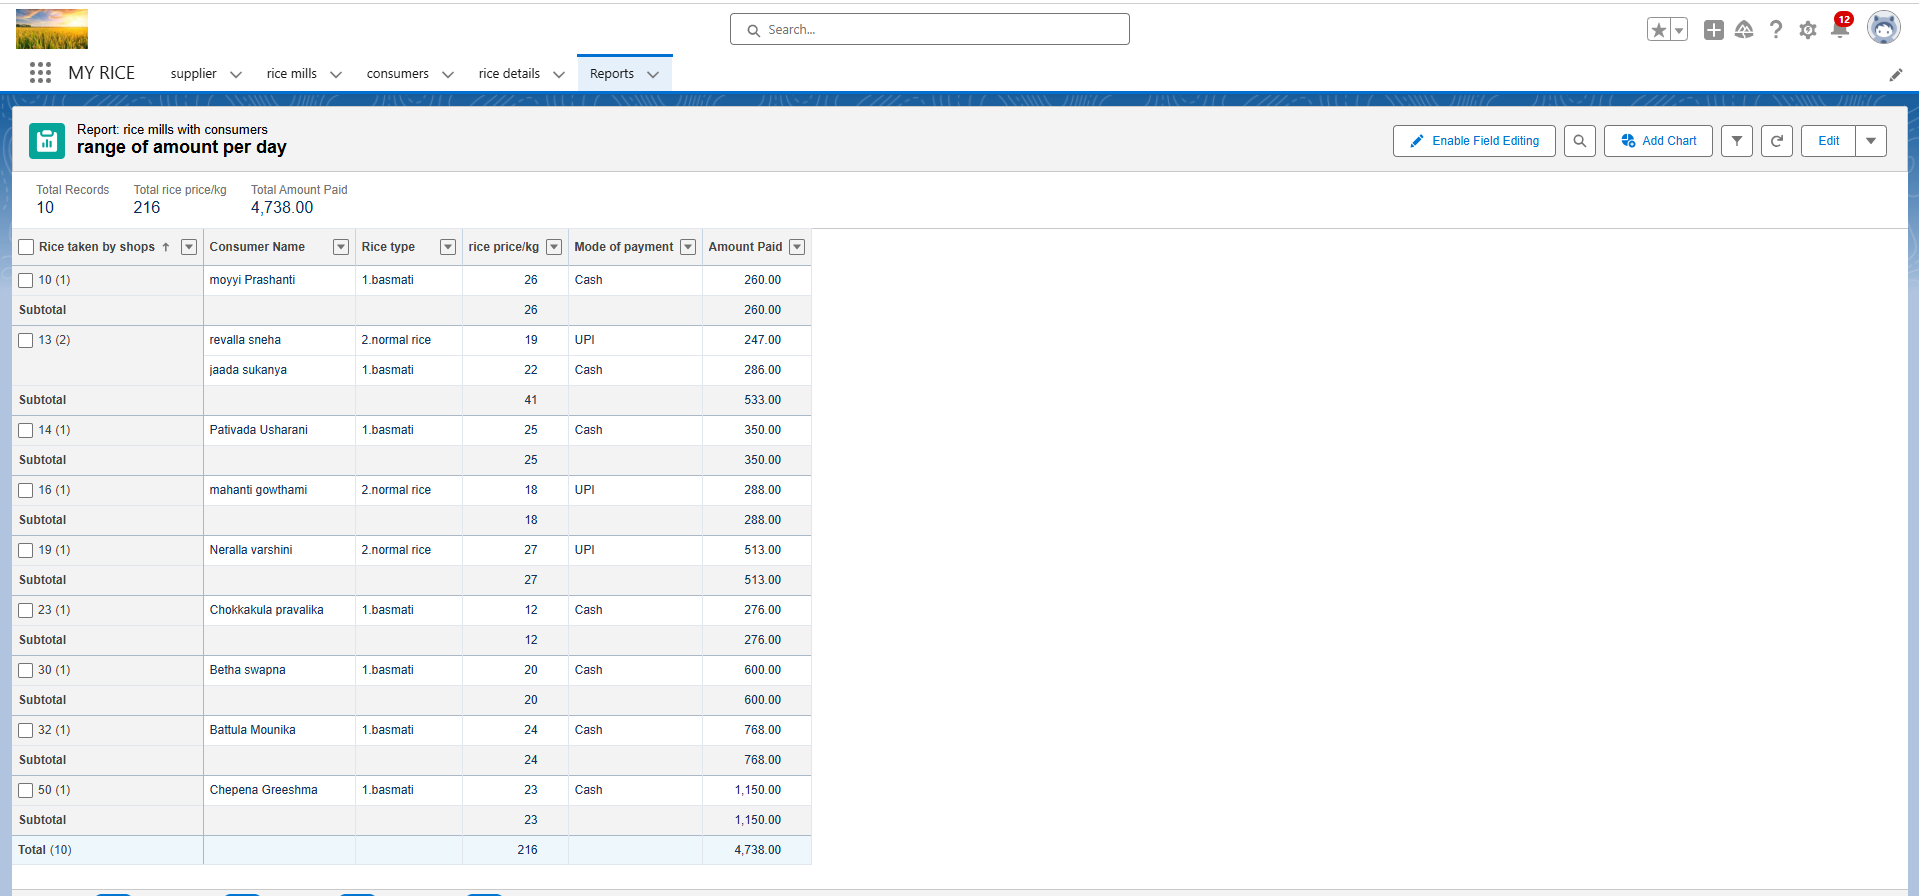 Search...
12
MY RICE supplier rice mills consumers rice details Reports
Report: rice mills with consumers
range of amount per day
Enable Field Editing Add Chart Edit
Total Records Total rice price/kg Total Amount Paid
10 216 4,738.00
Rice taken by shops ↑ Consumer Name Rice type rice price/kg Mode of payment Amount Paid
10 (1) moyyi Prashanti 1.basmati 26 Cash 260.00
Subtotal 26 260.00
13 (2) revalla sneha 2.normal rice 19 UPI 247.00
jaada sukanya 1.basmati 22 Cash 286.00
Subtotal 41 533.00
14 (1) Pativada Usharani 1.basmati 25 Cash 350.00
Subtotal 25 350.00
16 (1) mahanti gowthami 2.normal rice 18 UPI 288.00
Subtotal 18 288.00
19 (1) Neralla varshini 2.normal rice 27 UPI 513.00
Subtotal 27 513.00
23 (1) Chokkakula pravalika 1.basmati 12 Cash 276.00
Subtotal 12 276.00
30 (1) Betha swapna 1.basmati 20 Cash 600.00
Subtotal 20 600.00
32 (1) Battula Mounika 1.basmati 24 Cash 768.00
Subtotal 24 768.00
50 (1) Chepena Greeshma 1.basmati 23 Cash 1,150.00
Subtotal 23 1,150.00
Total (10) 216 4,738.00